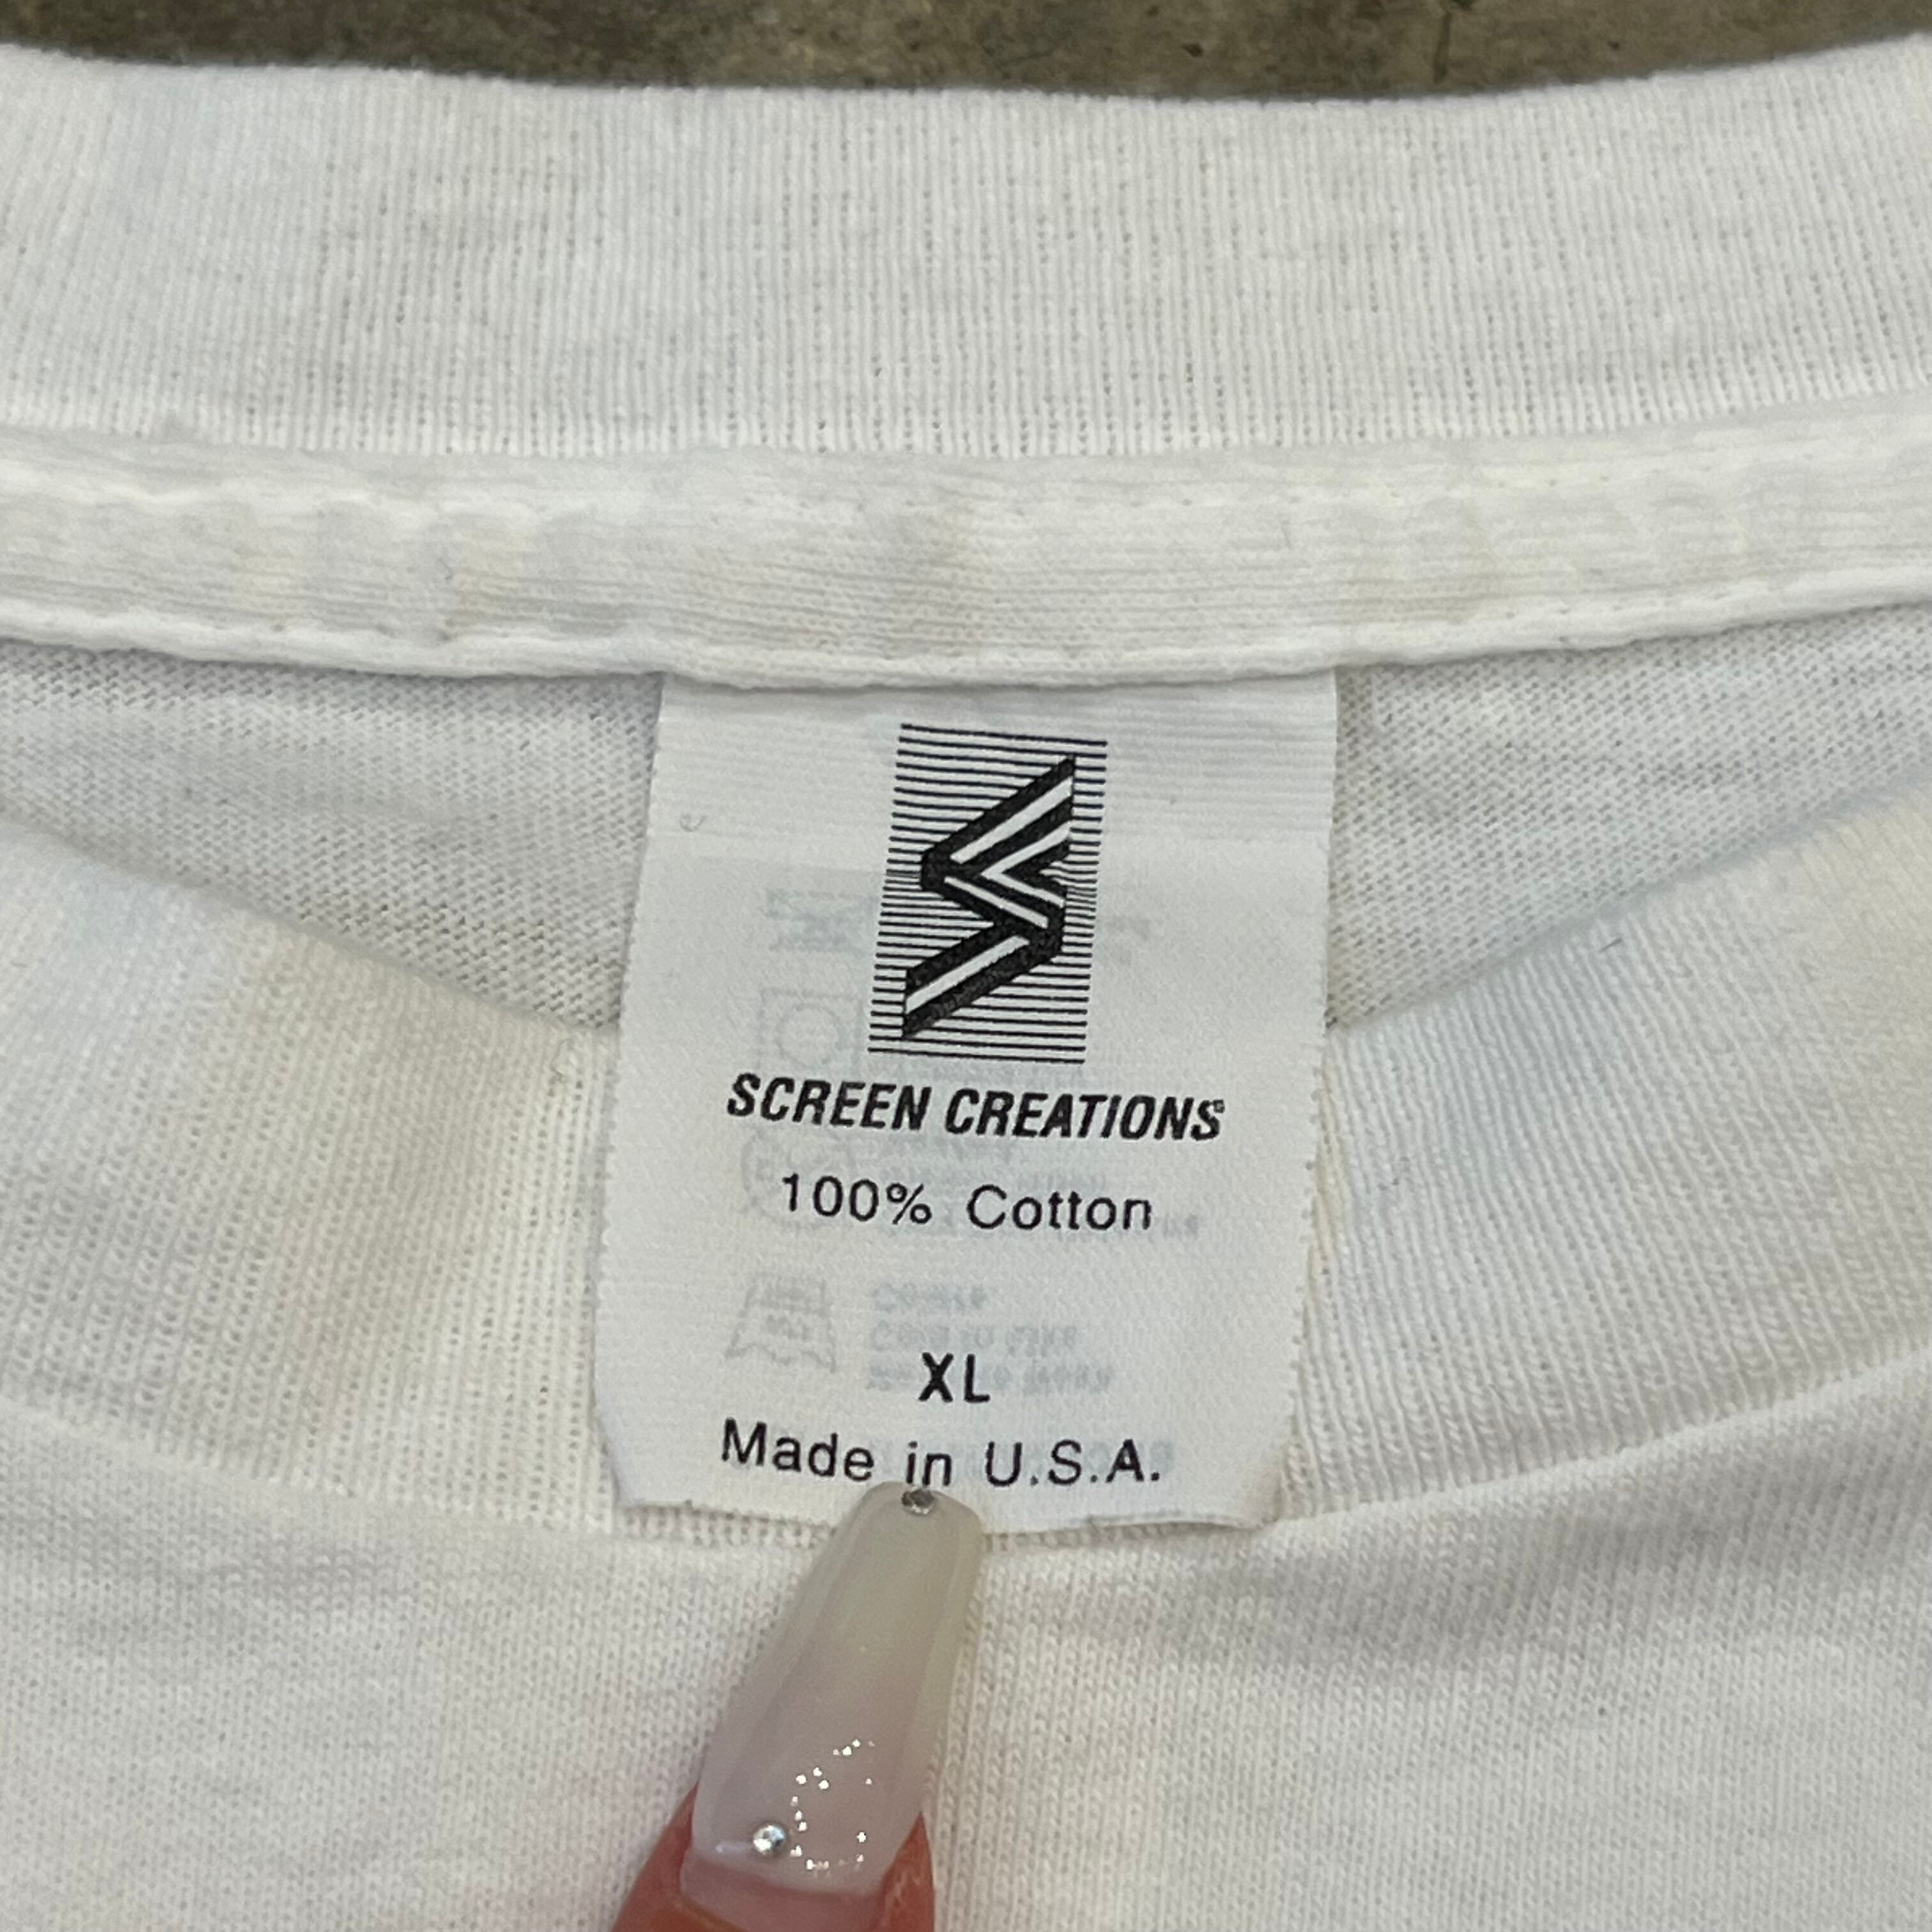 SCREEN CREATIONS®
100% Cotton
XL
Made in U.S.A.